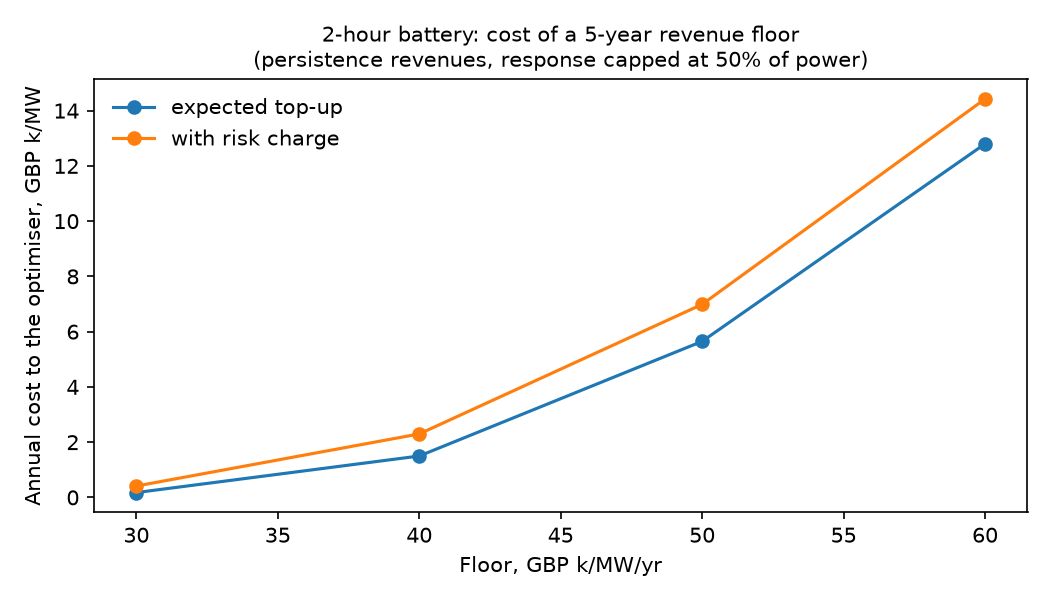 2-hour battery: cost of a 5-year revenue floor
(persistence revenues, response capped at 50% of power)
expected top-up
with risk charge
Annual cost to the optimiser, GBP k/MW
14
12
10
8
6
4
2
0
30
35
40
45
50
55
60
Floor, GBP k/MW/yr